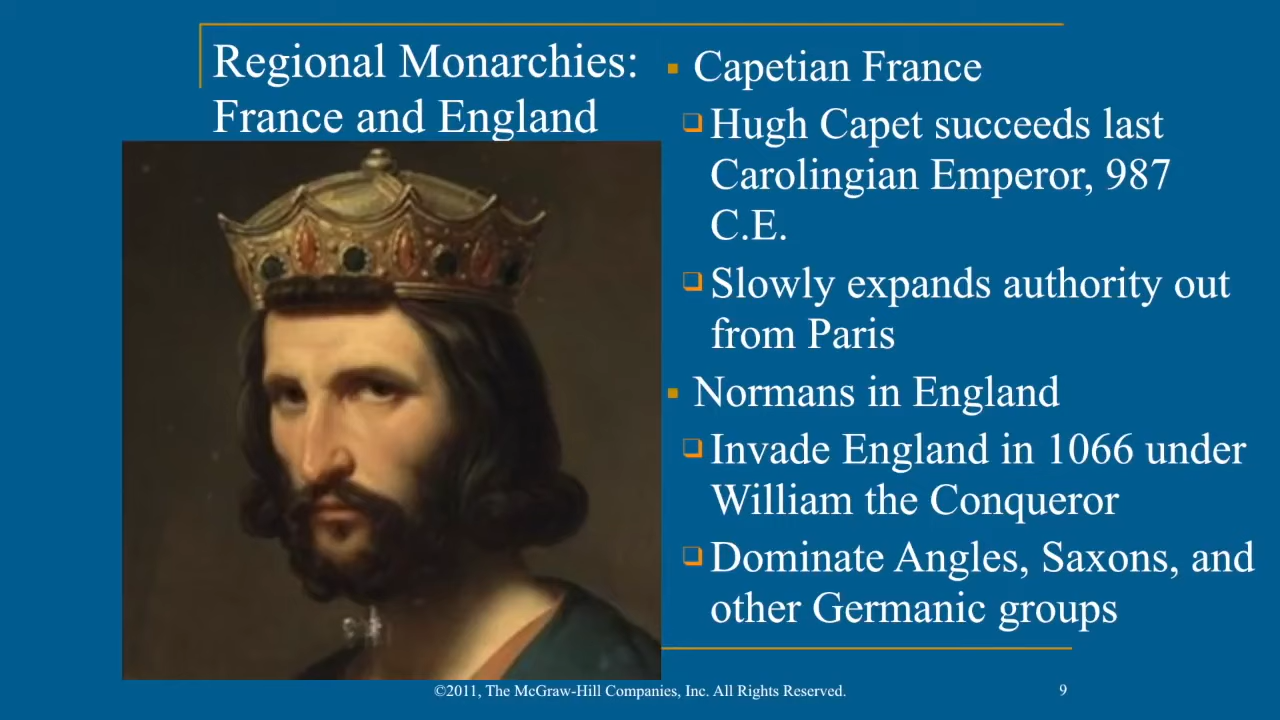 Regional Monarchies:
France and England
Capetian France
Hugh Capet succeeds last
Carolingian Emperor, 987
C.E.
Slowly expands authority out
from Paris
Normans in England
Invade England in 1066 under
William the Conqueror
Dominate Angles, Saxons, and
other Germanic groups
©2011, The McGraw-Hill Companies, Inc. All Rights Reserved.
9